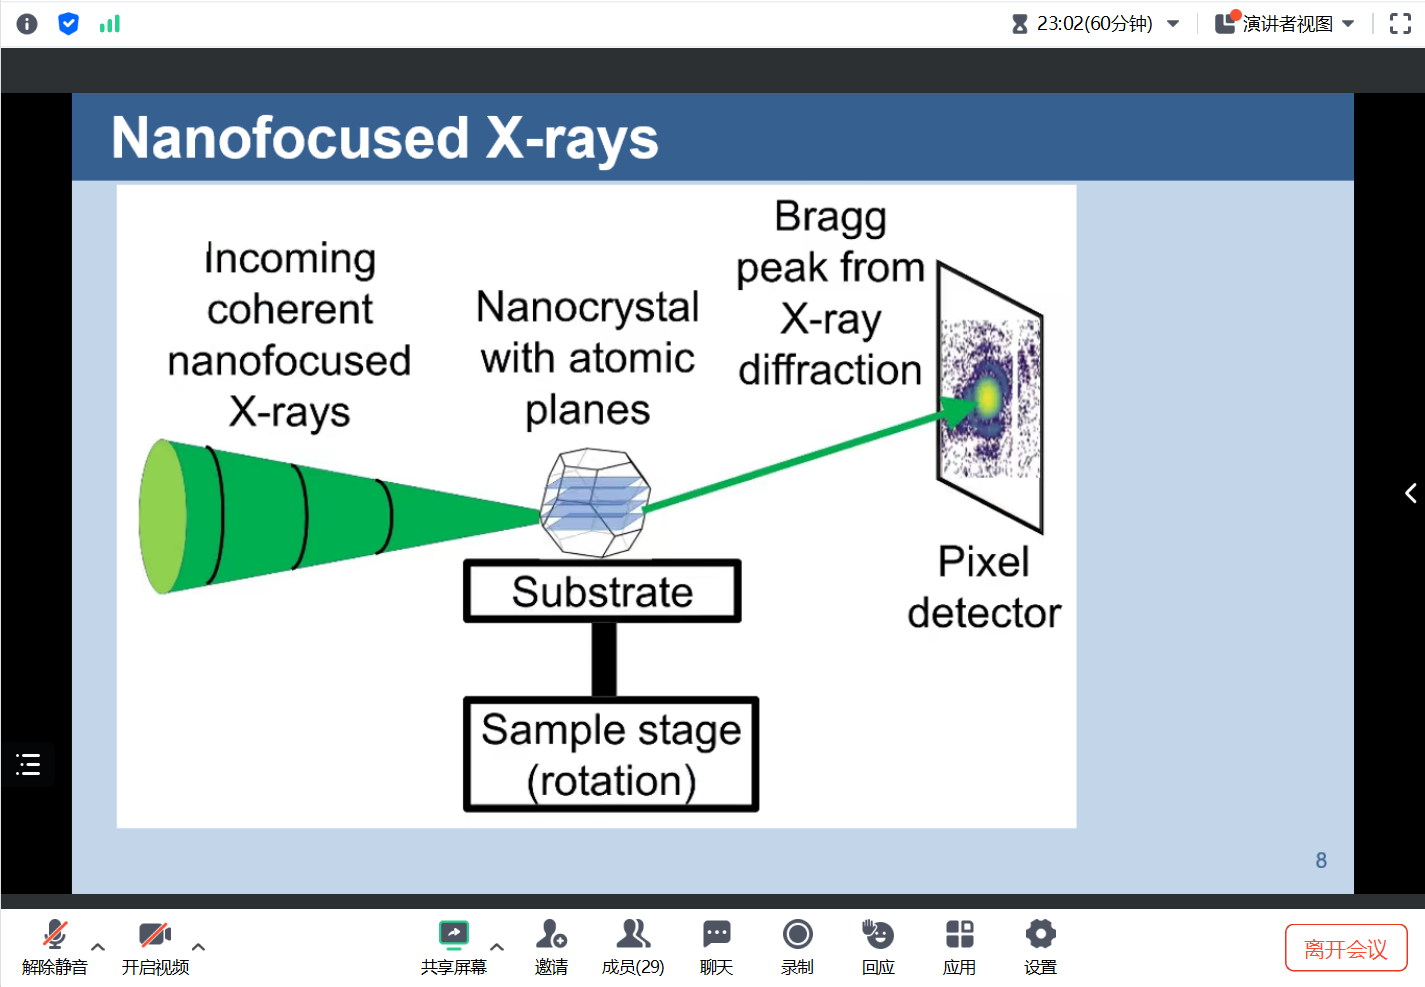 23:02(60分钟)
演讲者视图
Nanofocused X-rays
Incoming
coherent
nanofocused
X-rays
Nanocrystal
with atomic
planes
Bragg
peak from
X-ray
diffraction
Substrate
Pixel
detector
Sample stage
(rotation)
8
解除静音
开启视频
共享屏幕
邀请
成员(29)
聊天
录制
回应
应用
设置
离开会议